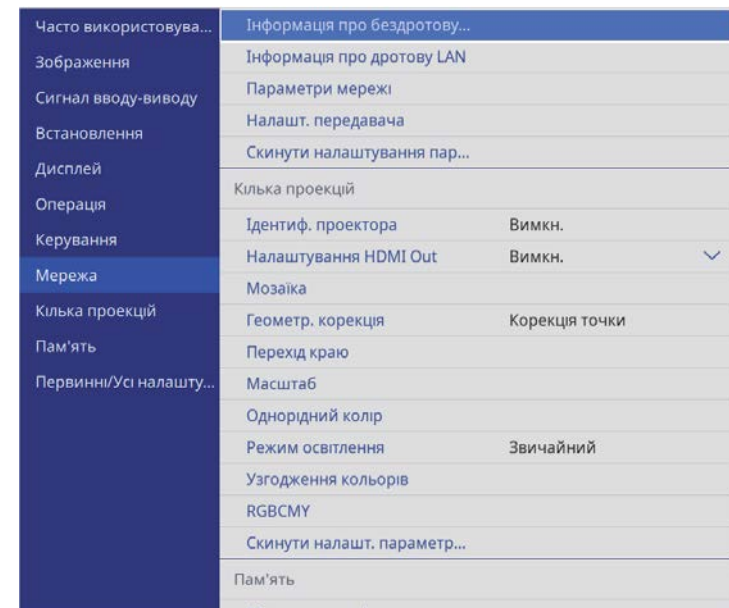 Часто використовува...
Зображення
Сигнал вводу-виводу
Встановлення
Дисплей
Операція
Керування
Мережа
Кілька проекцій
Пам'ять
Первинні/Усі налашту...
Інформація про бездротову...
Інформація про дротову LAN
Параметри мережі
Налашт. передавача
Скинути налаштування пар...
Кілька проекцій
Ідентиф. проектора Вимкн.
Налаштування HDMI Out Вимкн.
Мозаїка
Геометр. корекція Корекція точки
Перехід краю
Масштаб
Однорідний колір
Режим освітлення Звичайний
Узгодження кольорів
RGBCMY
Скинути налашт. параметр...
Пам'ять